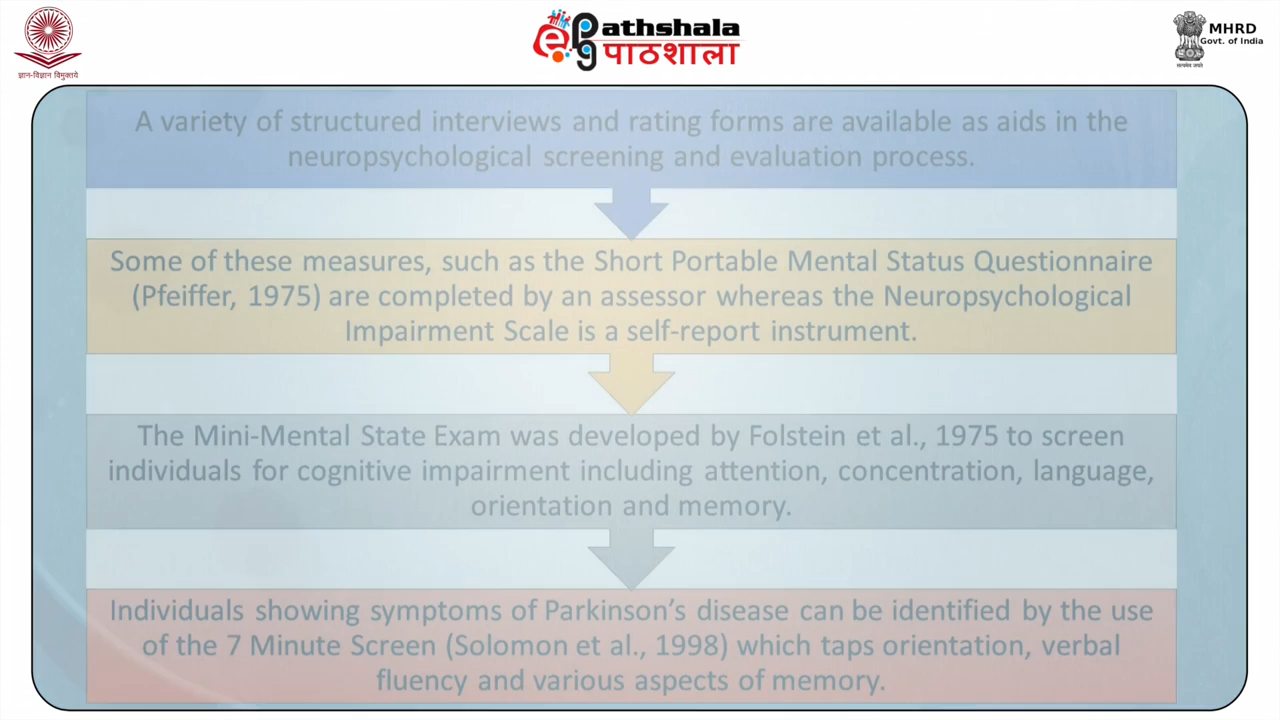 ज्ञान-विज्ञान विमुक्तये
epg
athshala
पाठशाला
MHRD
Govt. of India
सत्यमेव जयते
A variety of structured interviews and rating forms are available as aids in the
neuropsychological screening and evaluation process.
Some of these measures, such as the Short Portable Mental Status Questionnaire
(Pfeiffer, 1975) are completed by an assessor whereas the Neuropsychological
Impairment Scale is a self-report instrument.
The Mini-Mental State Exam was developed by Folstein et al., 1975 to screen
individuals for cognitive impairment including attention, concentration, language,
orientation and memory.
Individuals showing symptoms of Parkinson’s disease can be identified by the use
of the 7 Minute Screen (Solomon et al., 1998) which taps orientation, verbal
fluency and various aspects of memory.